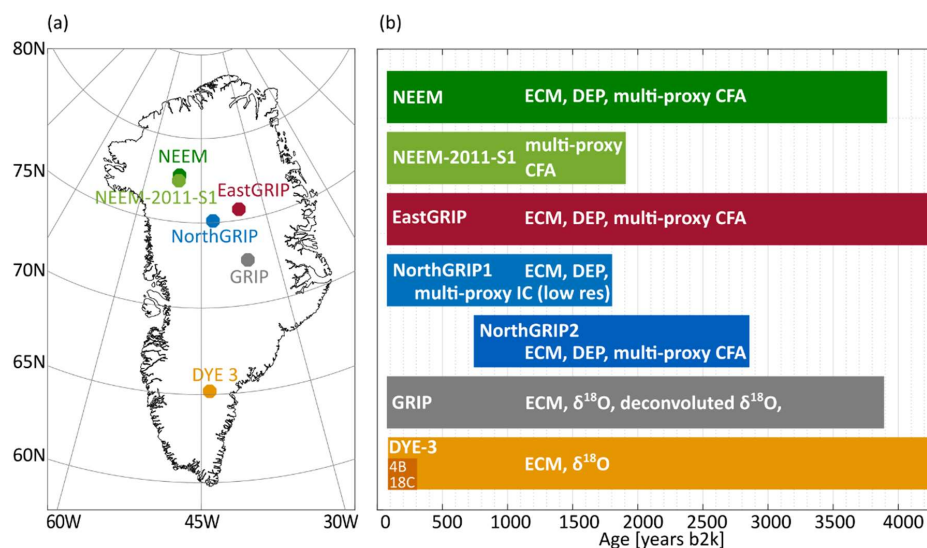 (a)
80N
75N
70N
65N
60N
60W
45W
30W
NEEM
NEEM-2011-S1
EastGRIP
NorthGRIP
GRIP
DYE 3
(b)
NEEM ECM, DEP, multi-proxy CFA
NEEM-2011-S1 multi-proxy
CFA
EastGRIP ECM, DEP, multi-proxy CFA
NorthGRIP1 ECM, DEP,
multi-proxy IC (low res)
NorthGRIP2
ECM, DEP, multi-proxy CFA
GRIP ECM, δ¹⁸O, deconvoluted δ¹⁸O,
DYE-3
4B
18C
ECM, δ¹⁸O
0 500 1000 1500 2000 2500 3000 3500 4000
Age [years b2k]